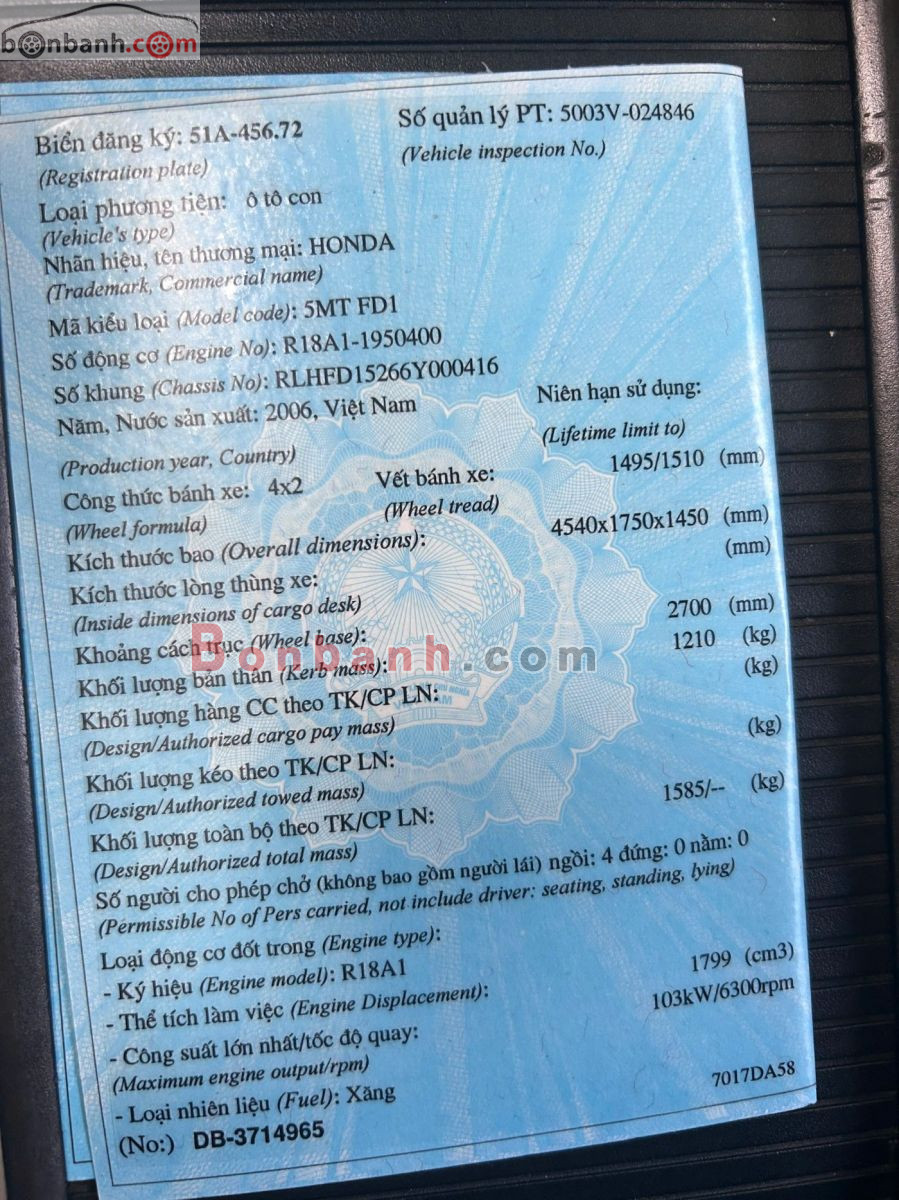 bonbanh.com
Biển đăng ký: 51A-456.72 Số quản lý PT: 5003V-024846
(Registration plate) (Vehicle inspection No.)
Loại phương tiện: ô tô con
(Vehicle's type)
Nhãn hiệu, tên thương mại: HONDA
(Trademark, Commercial name)
Mã kiểu loại (Model code): 5MT FD1
Số động cơ (Engine No): R18A1-1950400
Số khung (Chassis No): RLHFD15266Y000416
Năm, Nước sản xuất: 2006, Việt Nam Niên hạn sử dụng:
(Production year, Country) (Lifetime limit to)
Công thức bánh xe: 4x2 Vết bánh xe: 1495/1510 (mm)
(Wheel formula) (Wheel tread)
Kích thước bao (Overall dimensions): 4540x1750x1450 (mm)
Kích thước lòng thùng xe: (mm)
(Inside dimensions of cargo desk)
Khoảng cách trục (Wheel base): 2700 (mm)
Bonbanh.com
Khối lượng bản thân (Kerb mass): 1210 (kg)
Khối lượng hàng CC theo TK/CP LN: (kg)
(Design/Authorized cargo pay mass)
Khối lượng kéo theo TK/CP LN: (kg)
(Design/Authorized towed mass)
Khối lượng toàn bộ theo TK/CP LN: 1585/-- (kg)
(Design/Authorized total mass)
Số người cho phép chở (không bao gồm người lái) ngồi: 4 đứng: 0 nằm: 0
(Permissible No of Pers carried, not include driver: seating, standing, lying)
Loại động cơ đốt trong (Engine type):
- Ký hiệu (Engine model): R18A1
- Thể tích làm việc (Engine Displacement): 1799 (cm3)
- Công suất lớn nhất/tốc độ quay: 103kW/6300rpm
(Maximum engine output/rpm)
- Loại nhiên liệu (Fuel): Xăng
(No:) DB-3714965 7017DA58